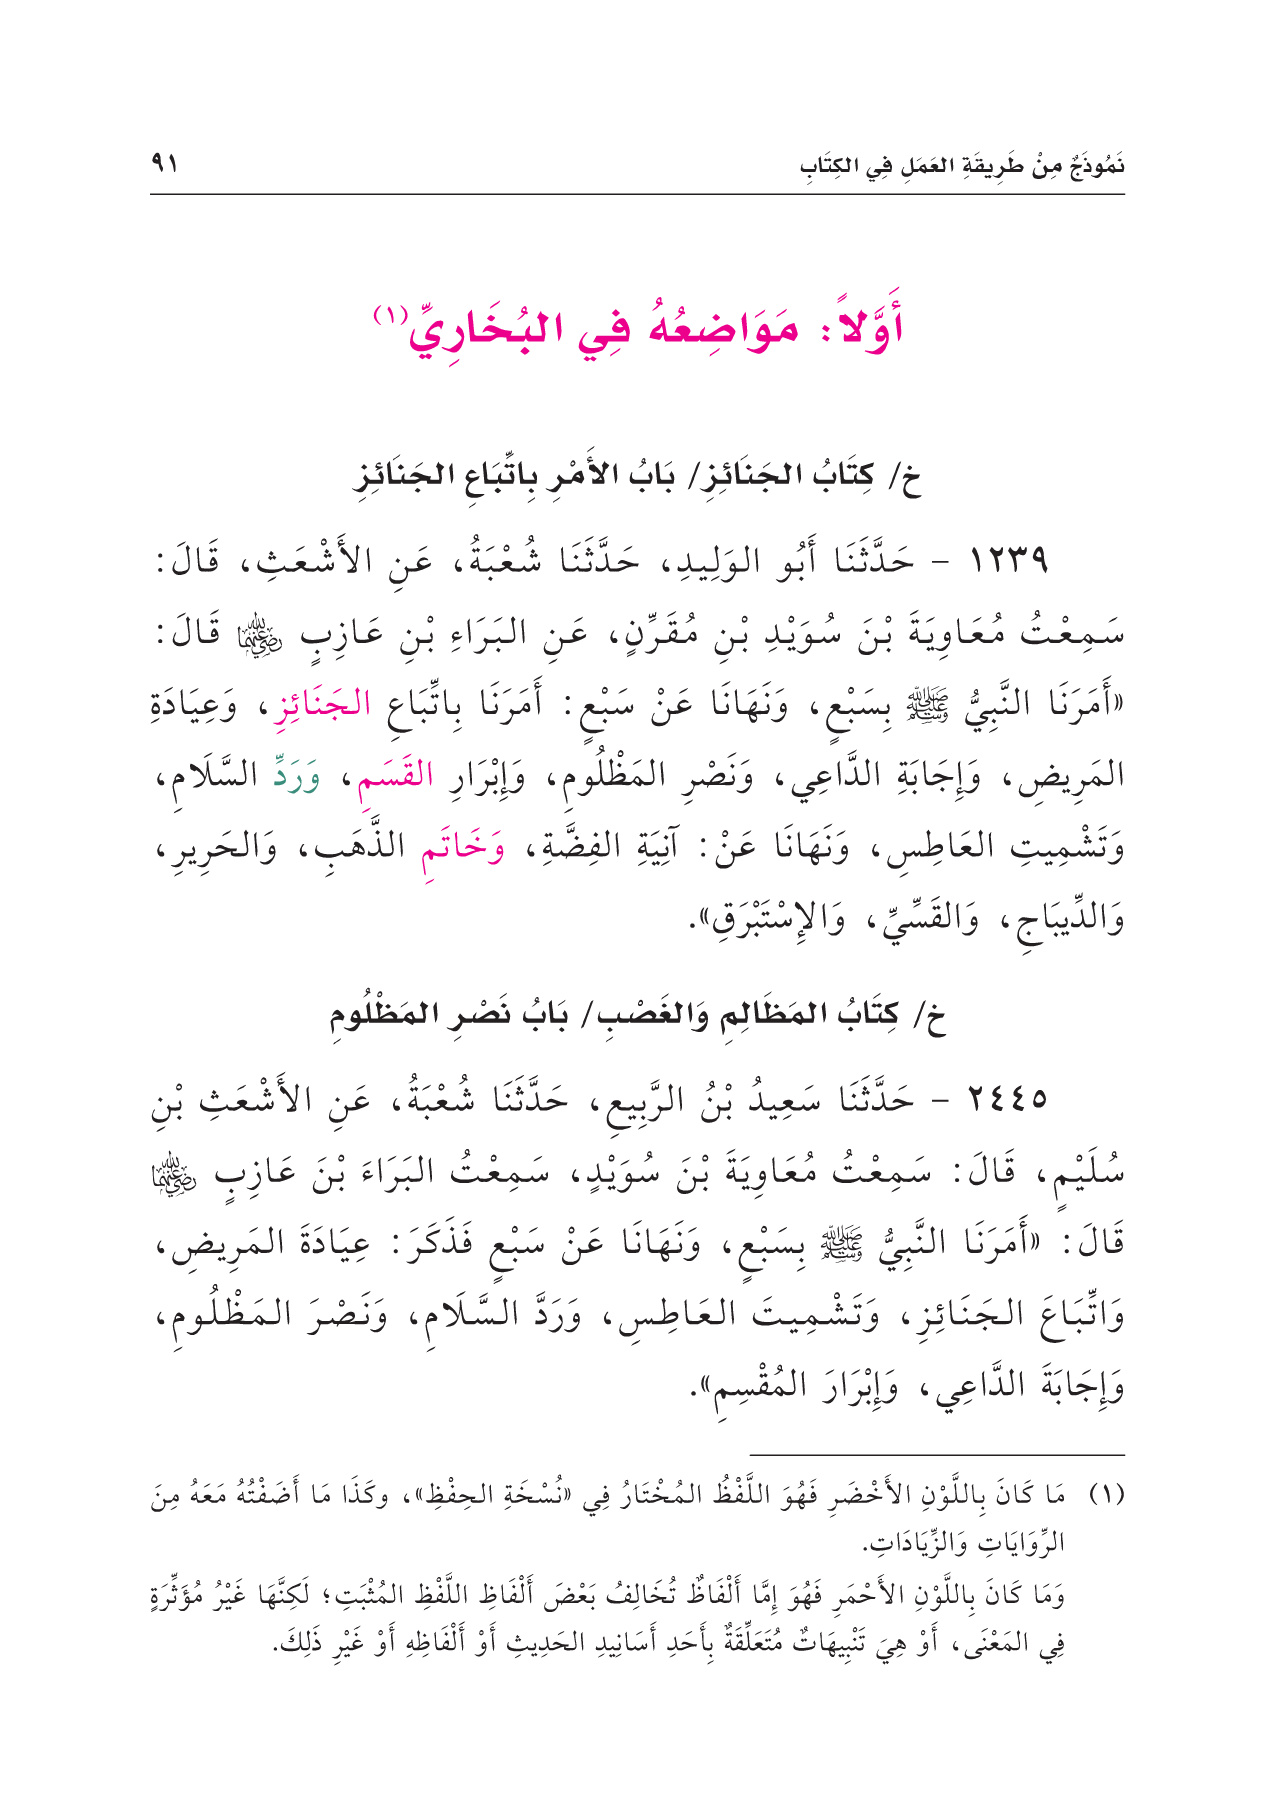 نَمُوذَجٌ مِنْ طَرِيقَةِ العَمَلِ فِي الكِتَابِ ٩١
أَوَّلاً: مَوَاضِعُهُ فِي البُخَارِيِّ(١)
خ/ كِتَابُ الجَنَائِزِ/ بَابُ الأَمْرِ بِاتِّبَاعِ الجَنَائِزِ
١٢٣٩ - حَدَّثَنَا أَبُو الوَلِيدِ، حَدَّثَنَا شُعْبَةُ، عَنِ الأَشْعَثِ، قَالَ:
سَمِعْتُ مُعَاوِيَةَ بْنَ سُوَيْدِ بْنِ مُقَرِّنٍ، عَنِ البَرَاءِ بْنِ عَازِبٍ رضي الله عنهما قَالَ:
«أَمَرَنَا النَّبِيُّ ﷺ بِسَبْعٍ، وَنَهَانَا عَنْ سَبْعٍ: أَمَرَنَا بِاتِّبَاعِ الجَنَائِزِ، وَعِيَادَةِ
المَرِيضِ، وَإِجَابَةِ الدَّاعِي، وَنَصْرِ المَظْلُومِ، وَإِبْرَارِ القَسَمِ، وَرَدِّ السَّلَامِ،
وَتَشْمِيتِ العَاطِسِ، وَنَهَانَا عَنْ: آنِيَةِ الفِضَّةِ، وَخَاتَمِ الذَّهَبِ، وَالحَرِيرِ،
وَالدِّيبَاجِ، وَالقَسِّيِّ، وَالإِسْتَبْرَقِ».
خ/ كِتَابُ المَظَالِمِ وَالغَصْبِ/ بَابُ نَصْرِ المَظْلُومِ
٢٤٤٥ - حَدَّثَنَا سَعِيدُ بْنُ الرَّبِيعِ، حَدَّثَنَا شُعْبَةُ، عَنِ الأَشْعَثِ بْنِ
سُلَيْمٍ، قَالَ: سَمِعْتُ مُعَاوِيَةَ بْنَ سُوَيْدٍ، سَمِعْتُ البَرَاءَ بْنَ عَازِبٍ رضي الله عنهما
قَالَ: «أَمَرَنَا النَّبِيُّ ﷺ بِسَبْعٍ، وَنَهَانَا عَنْ سَبْعٍ فَذَكَرَ: عِيَادَةَ المَرِيضِ،
وَاتِّبَاعَ الجَنَائِزِ، وَتَشْمِيتَ العَاطِسِ، وَرَدَّ السَّلَامِ، وَنَصْرَ المَظْلُومِ،
وَإِجَابَةَ الدَّاعِي، وَإِبْرَارَ المُقْسِمِ».
(١) مَا كَانَ بِاللَّوْنِ الأَخْضَرِ فَهُوَ اللَّفْظُ المُخْتَارُ فِي «نُسْخَةِ الحِفْظِ»، وكَذَا مَا أَضَفْتُهُ مَعَهُ مِنَ
الرِّوَايَاتِ وَالزِّيَادَاتِ.
وَمَا كَانَ بِاللَّوْنِ الأَحْمَرِ فَهُوَ إِمَّا أَلْفَاظٌ تُخَالِفُ بَعْضَ أَلْفَاظِ اللَّفْظِ المُثْبَتِ؛ لَكِنَّهَا غَيْرُ مُؤَثِّرَةٍ
فِي المَعْنَى، أَوْ هِيَ تَنْبِيهَاتٌ مُتَعَلِّقَةٌ بِأَحَدِ أَسَانِيدِ الحَدِيثِ أَوْ أَلْفَاظِهِ أَوْ غَيْرِ ذَلِكَ.